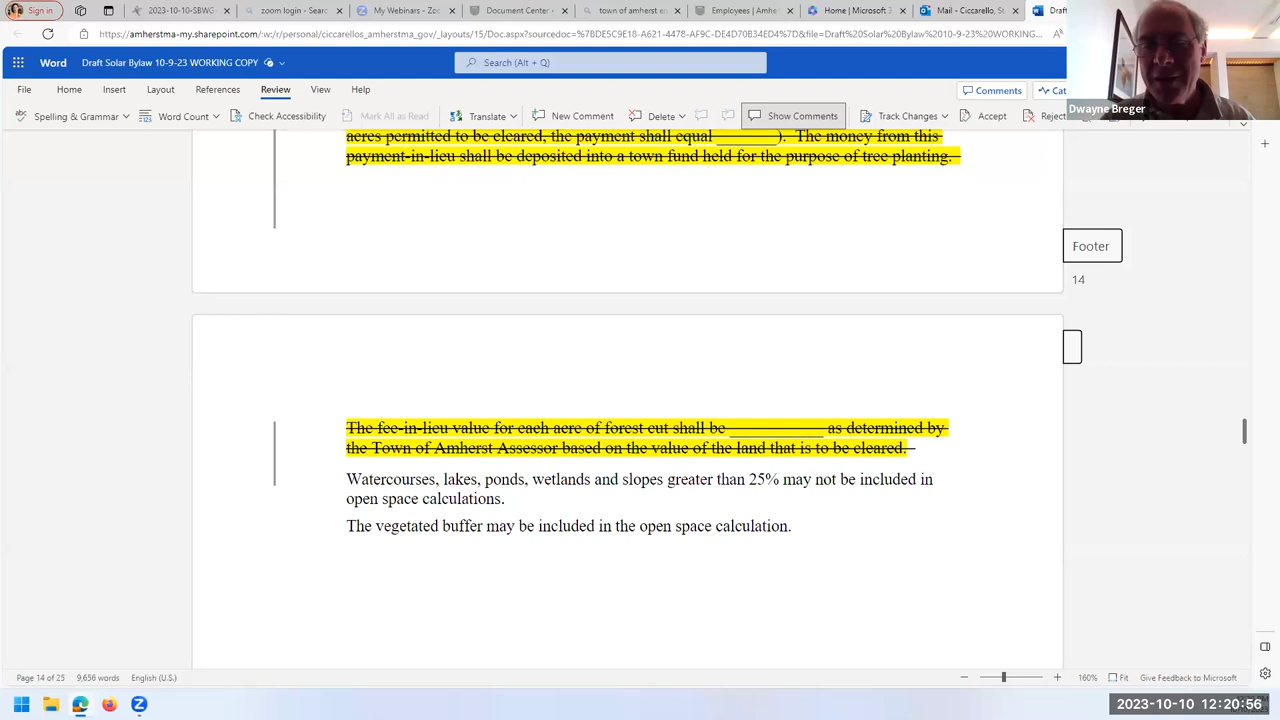 Sign in
2023-10-10-SBWG
zoom login - Searc
My Webinars - Zoo
Document Center -
town of amherst en
Employees | Amhe
Home | Microsoft 3
Mail - Ciccarello, S
Draf
https://amherstma-my.sharepoint.com/:w:/r/personal/ciccarellos_amherstma_gov/_layouts/15/Doc.aspx?sourcedoc=%7BDE5C9E18-A621-4478-AF9C-DE4D70B34ED4%7D&file=Draft%20Solar%20Bylaw%2010-9-23%20WORKING%20C...
Word
Draft Solar Bylaw 10-9-23 WORKING COPY
Search (Alt + Q)
File
Home
Insert
Layout
References
Review
View
Help
Comments
Cat
Dwayne Breger
Spelling & Grammar
Word Count
Check Accessibility
Mark All as Read
Translate
New Comment
Delete
Show Comments
Track Changes
Accept
Reject
acres permitted to be cleared, the payment shall equal ________). The money from this
payment-in-lieu shall be deposited into a town fund held for the purpose of tree planting.
Footer
14
The fee-in-lieu value for each acre of forest cut shall be ____________ as determined by
the Town of Amherst Assessor based on the value of the land that is to be cleared.
Watercourses, lakes, ponds, wetlands and slopes greater than 25% may not be included in
open space calculations.
The vegetated buffer may be included in the open space calculation.
Page 14 of 25
9,656 words
English (U.S.)
160%
Fit
Give Feedback to Microsoft
2023-10-10 12:20:56